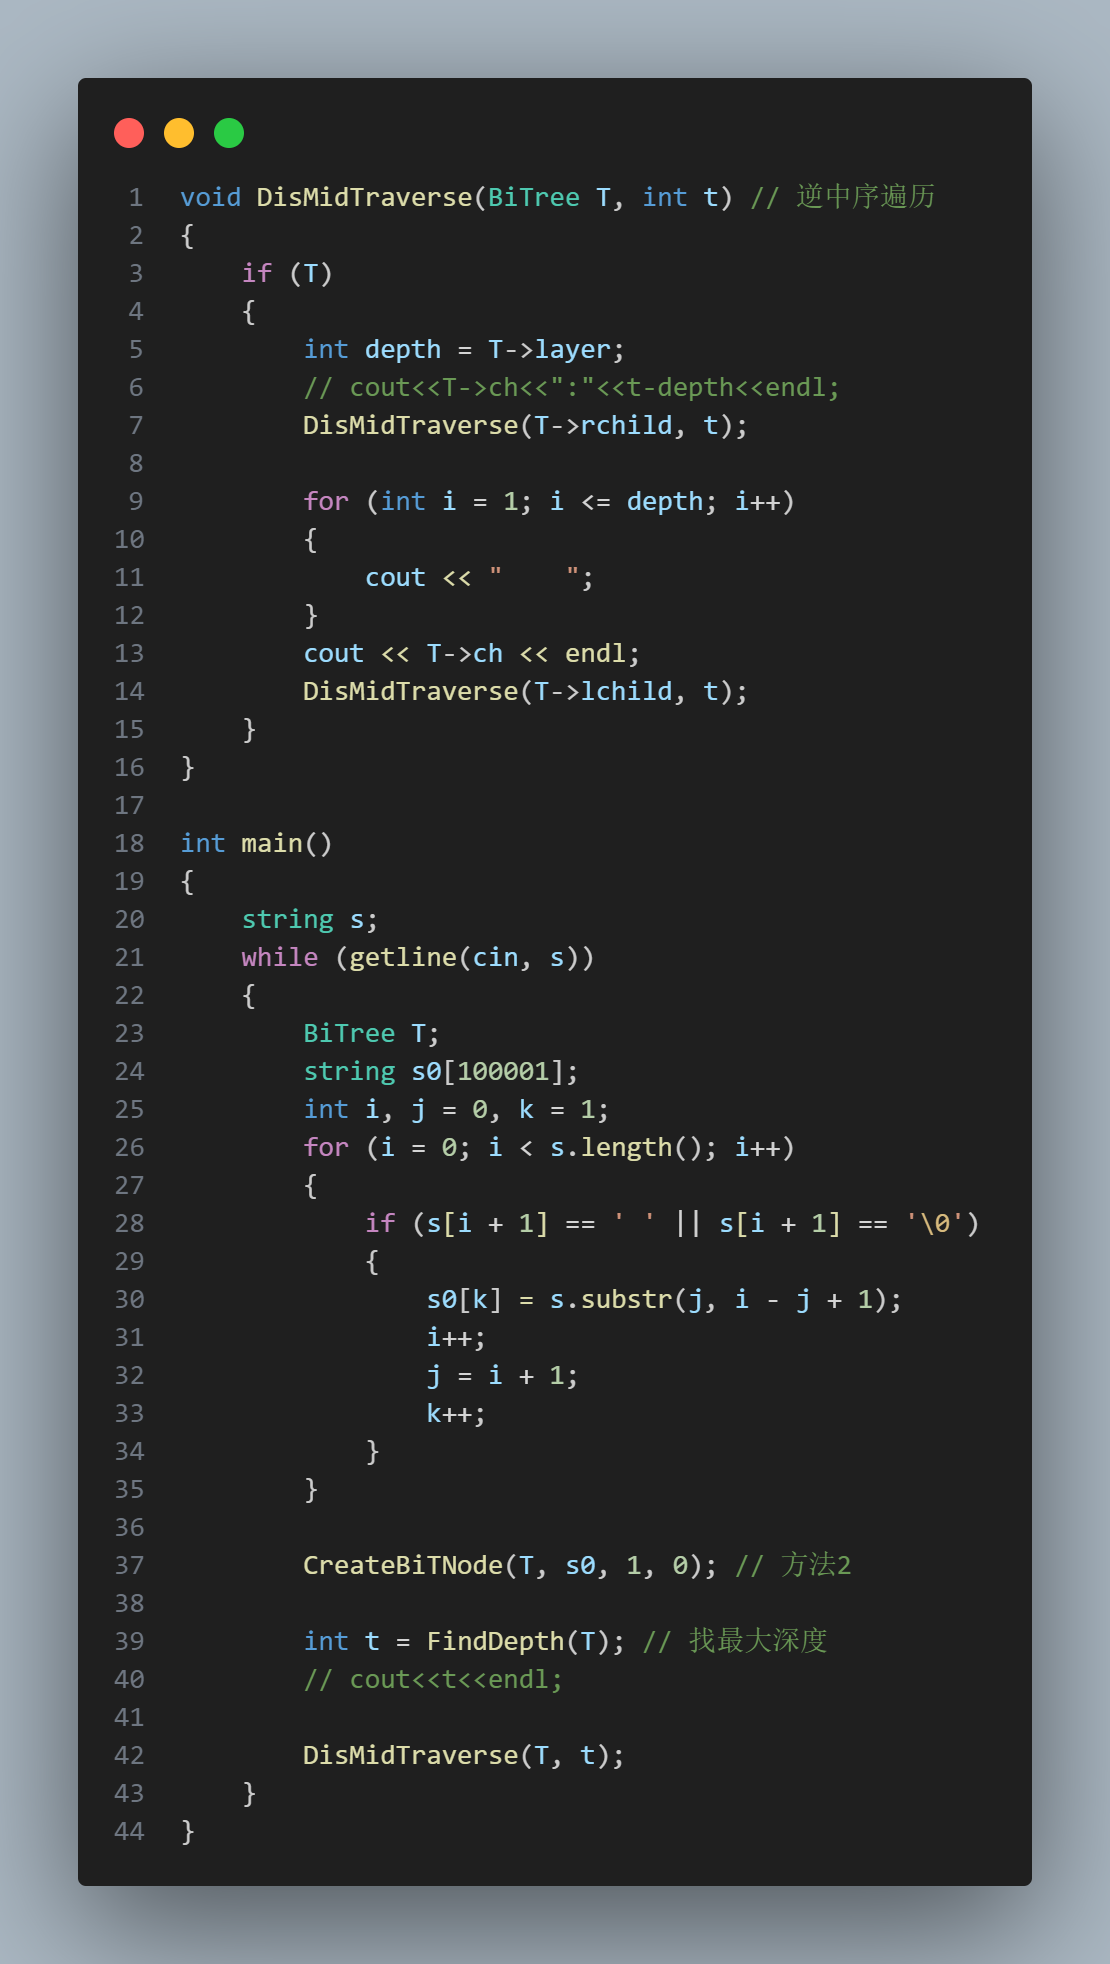 1 void DisMidTraverse(BiTree T, int t) // 逆中序遍历
2 {
3     if (T)
4     {
5         int depth = T->layer;
6         // cout<<T->ch<<":"<<t-depth<<endl;
7         DisMidTraverse(T->rchild, t);
8
9         for (int i = 1; i <= depth; i++)
10         {
11             cout << "    ";
12         }
13         cout << T->ch << endl;
14         DisMidTraverse(T->lchild, t);
15     }
16 }
17
18 int main()
19 {
20     string s;
21     while (getline(cin, s))
22     {
23         BiTree T;
24         string s0[100001];
25         int i, j = 0, k = 1;
26         for (i = 0; i < s.length(); i++)
27         {
28             if (s[i + 1] == ' ' || s[i + 1] == '\0')
29             {
30                 s0[k] = s.substr(j, i - j + 1);
31                 i++;
32                 j = i + 1;
33                 k++;
34             }
35         }
36
37         CreateBiTNode(T, s0, 1, 0); // 方法2
38
39         int t = FindDepth(T); // 找最大深度
40         // cout<<t<<endl;
41
42         DisMidTraverse(T, t);
43     }
44 }